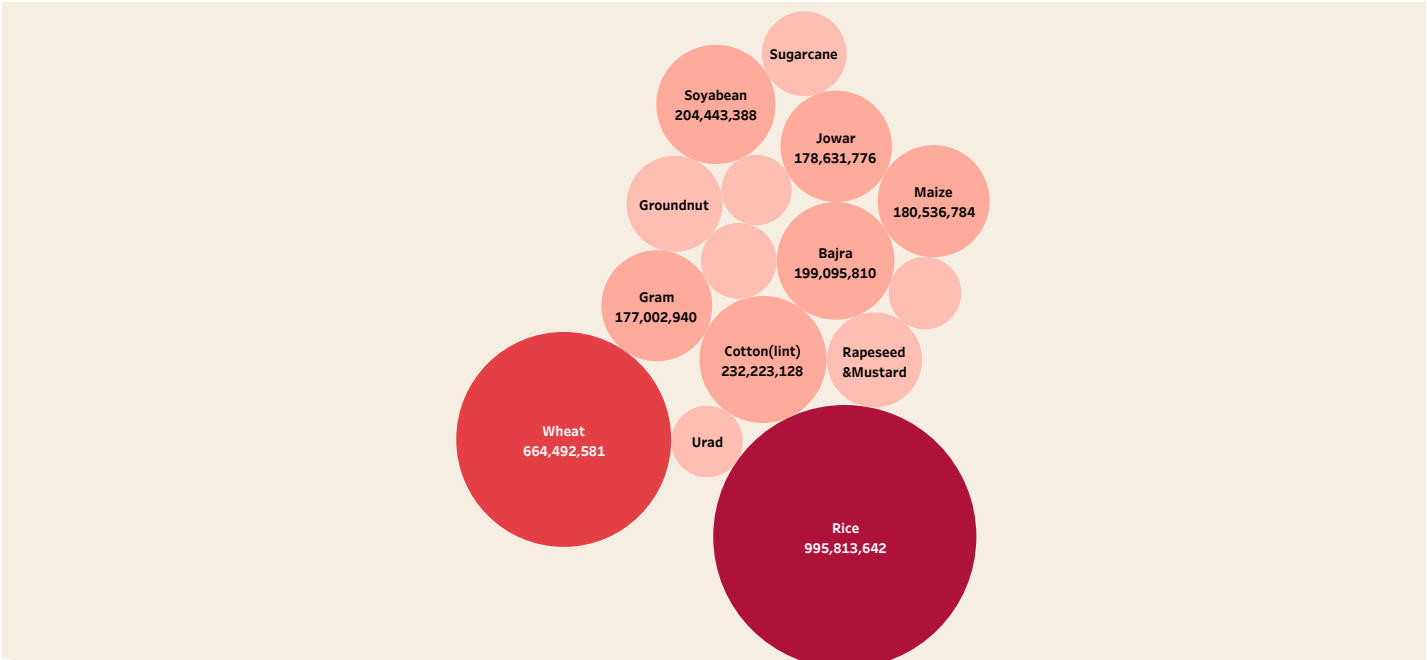 Sugarcane
Soyabean
204,443,388
Jowar
178,631,776
Maize
180,536,784
Groundnut
Bajra
199,095,810
Gram
177,002,940
Cotton(lint)
232,223,128
Rapeseed
&Mustard
Wheat
664,492,581
Urad
Rice
995,813,642